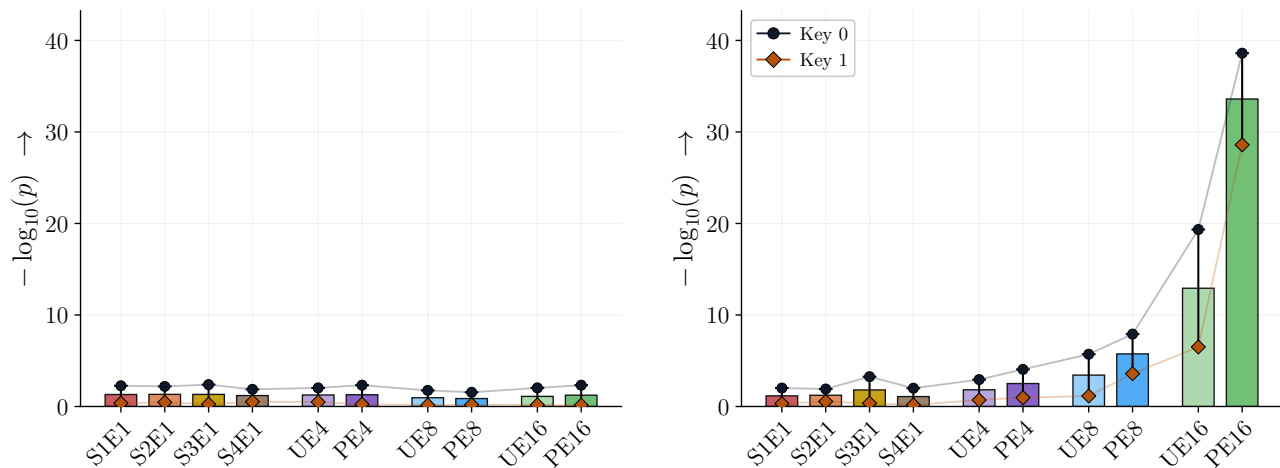 − log₁₀(p) →
40
30
20
10
0
S1E1 S2E1 S3E1 S4E1 UE4 PE4 UE8 PE8 UE16 PE16
− log₁₀(p) →
40
30
20
10
0
Key 0
Key 1
S1E1 S2E1 S3E1 S4E1 UE4 PE4 UE8 PE8 UE16 PE16